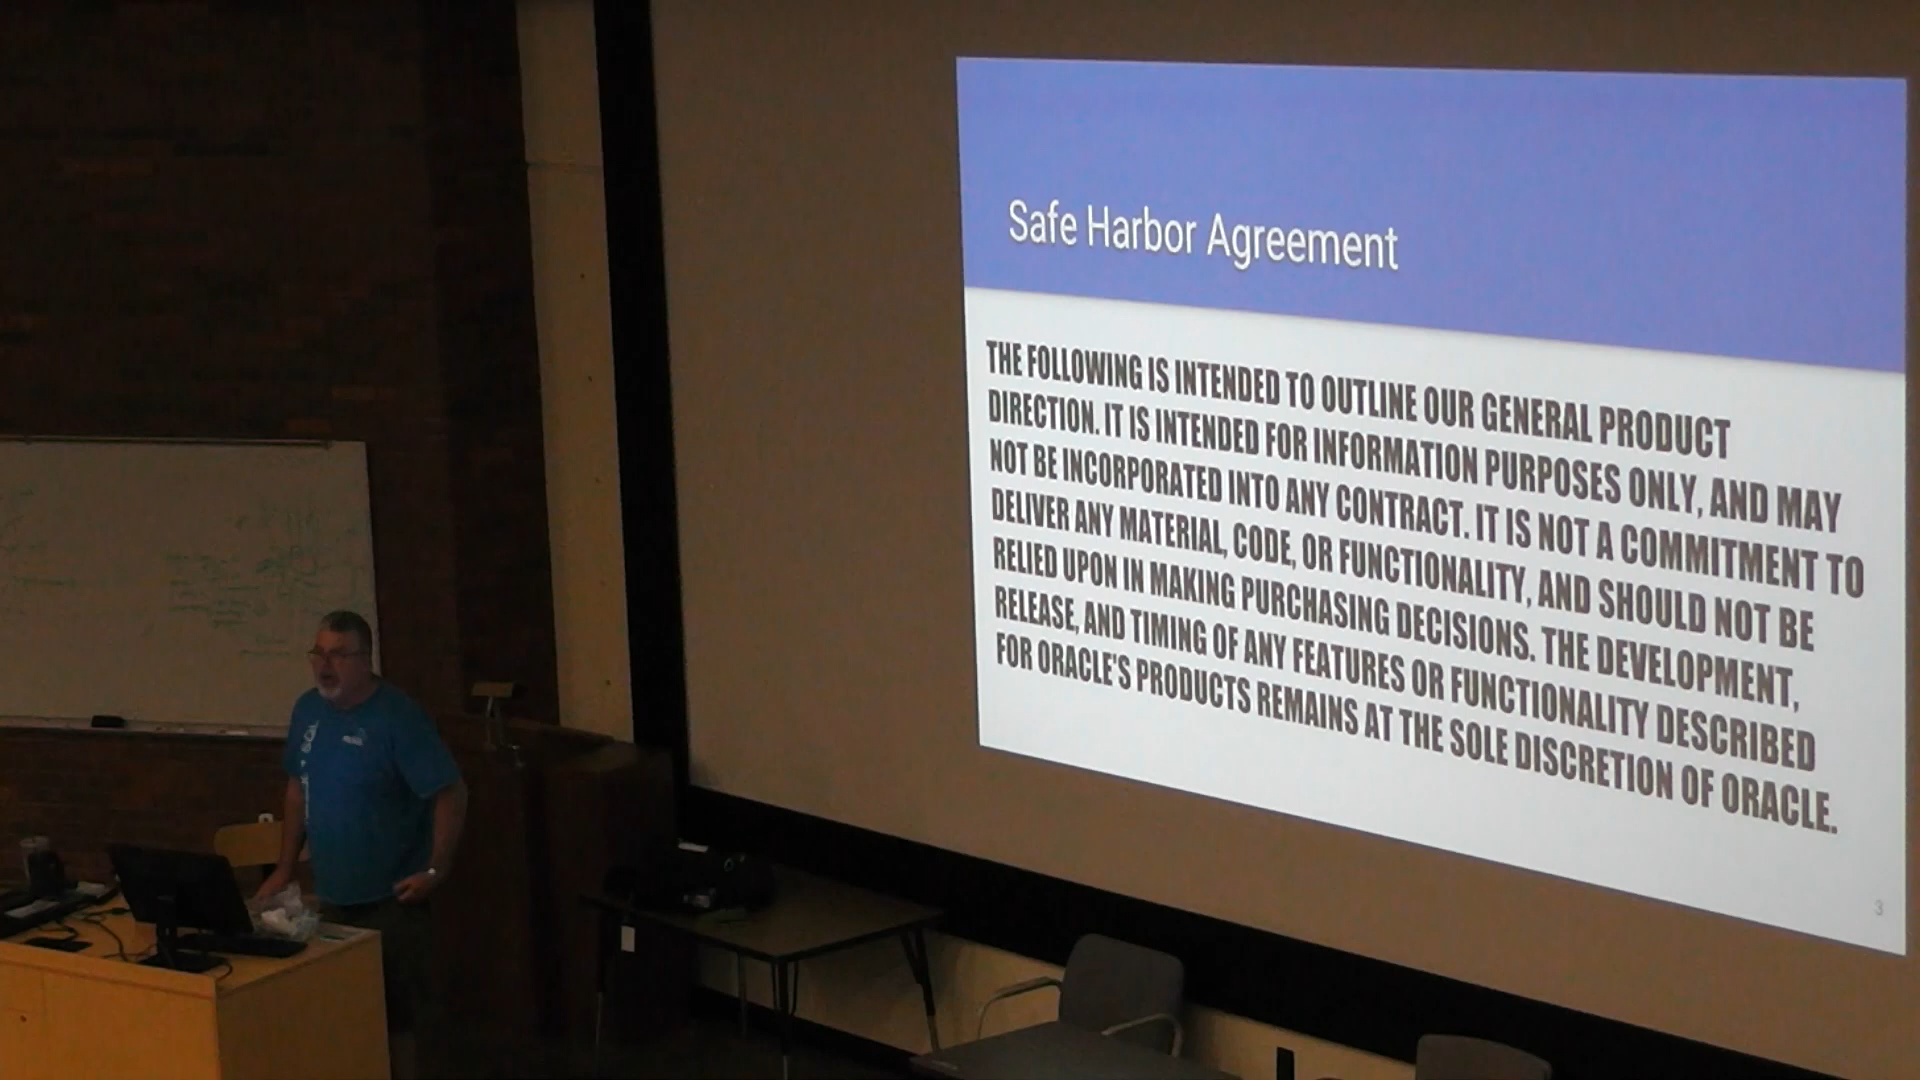 Safe Harbor Agreement
THE FOLLOWING IS INTENDED TO OUTLINE OUR GENERAL PRODUCT
DIRECTION. IT IS INTENDED FOR INFORMATION PURPOSES ONLY, AND MAY
NOT BE INCORPORATED INTO ANY CONTRACT. IT IS NOT A COMMITMENT TO
DELIVER ANY MATERIAL, CODE, OR FUNCTIONALITY, AND SHOULD NOT BE
RELIED UPON IN MAKING PURCHASING DECISIONS. THE DEVELOPMENT,
RELEASE, AND TIMING OF ANY FEATURES OR FUNCTIONALITY DESCRIBED
FOR ORACLE'S PRODUCTS REMAINS AT THE SOLE DISCRETION OF ORACLE.
3